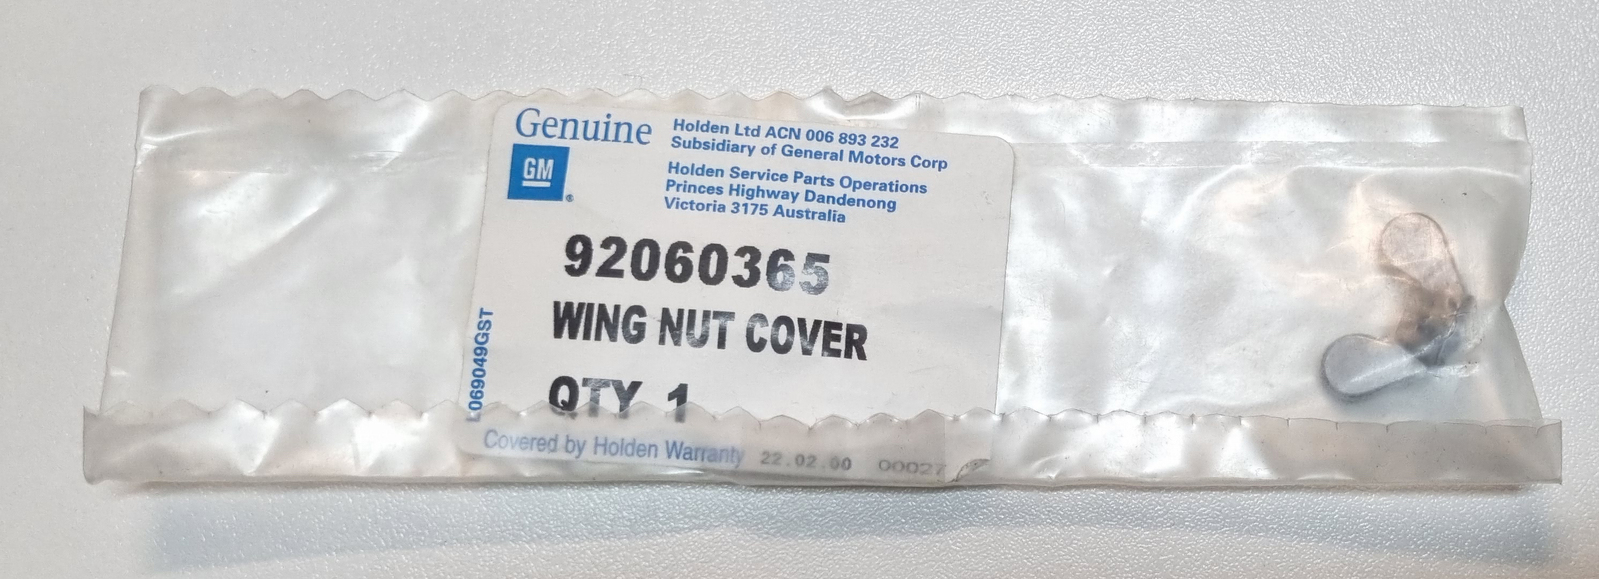 Genuine
GM
®
Holden Ltd ACN 006 893 232
Subsidiary of General Motors Corp
Holden Service Parts Operations
Princes Highway Dandenong
Victoria 3175 Australia
92060365
WING NUT COVER
QTY 1
L069049GST
Covered by Holden Warranty 22.02.00 00027